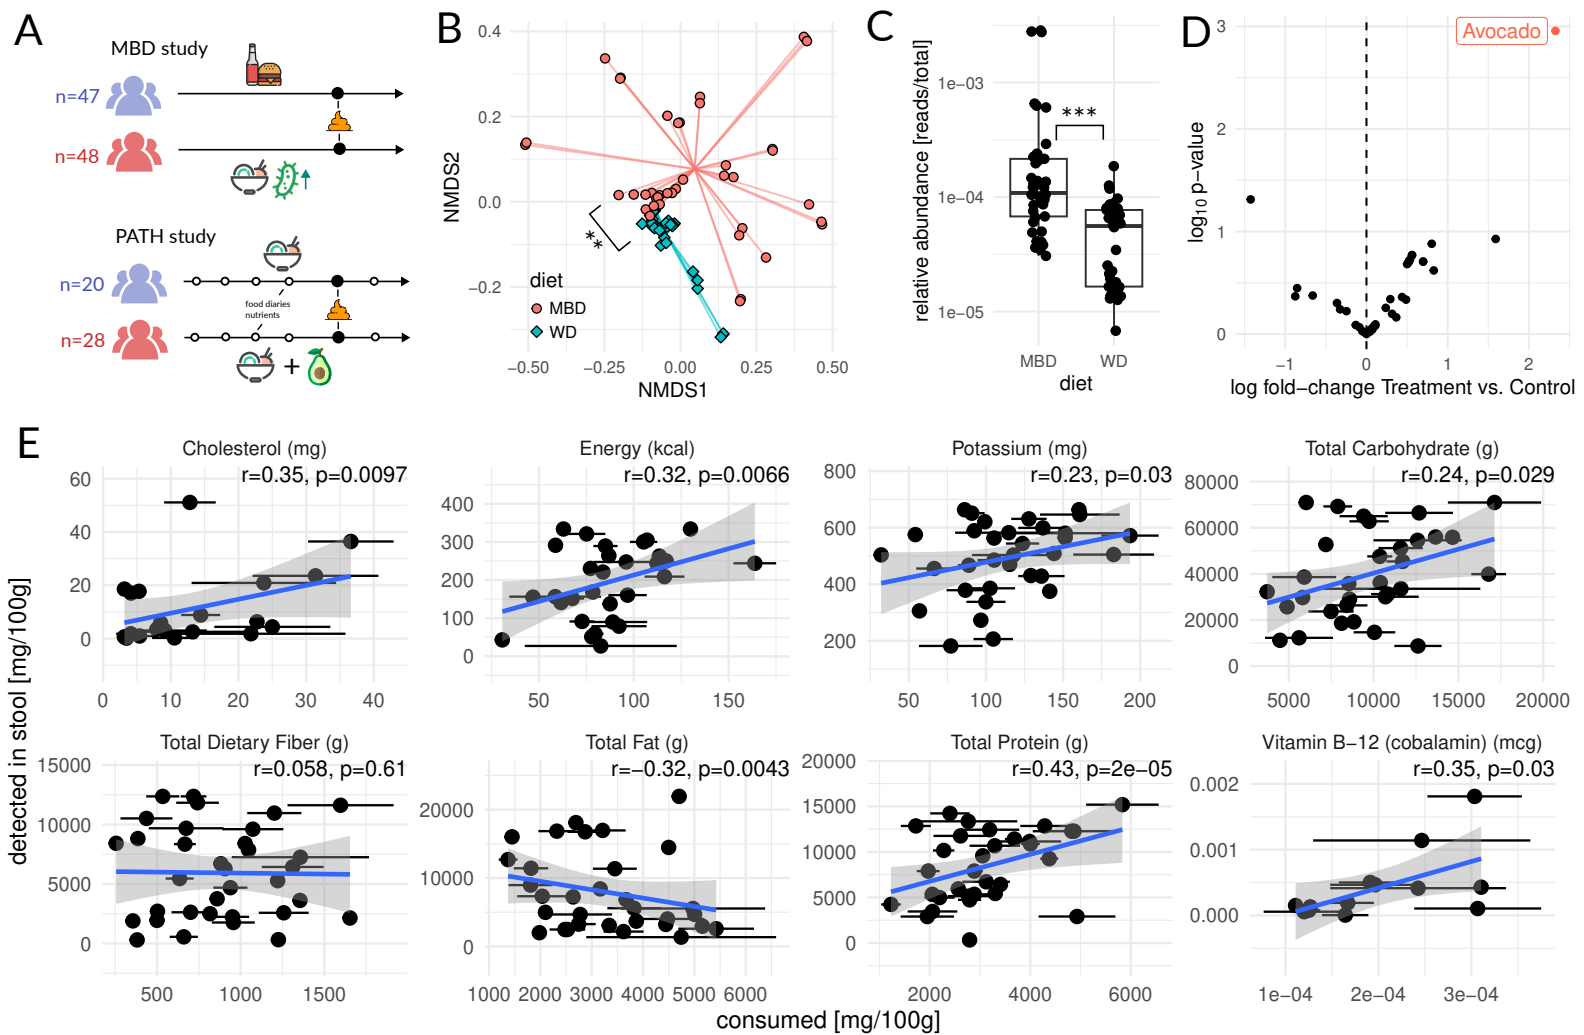 A
MBD study
n=47
n=48
PATH study
n=20
food diaries
nutrients
n=28
+
B
NMDS2
0.4
0.2
0.0
−0.2
**
diet
MBD
WD
−0.50
−0.25
0.00
0.25
0.50
NMDS1
C
relative abundance [reads/total]
1e−03
1e−04
1e−05
***
MBD
WD
diet
D
log10 p−value
3
2
1
0
Avocado
−1
0
1
2
log fold−change Treatment vs. Control
E
detected in stool [mg/100g]
Cholesterol (mg)
r=0.35, p=0.0097
60
40
20
0
0
10
20
30
40
Energy (kcal)
r=0.32, p=0.0066
400
300
200
100
0
50
100
150
Potassium (mg)
r=0.23, p=0.03
800
600
400
200
50
100
150
200
Total Carbohydrate (g)
r=0.24, p=0.029
80000
60000
40000
20000
0
5000
10000
15000
20000
Total Dietary Fiber (g)
r=0.058, p=0.61
15000
10000
5000
0
500
1000
1500
Total Fat (g)
r=−0.32, p=0.0043
20000
10000
0
1000
2000
3000
4000
5000
6000
Total Protein (g)
r=0.43, p=2e−05
20000
15000
10000
5000
0
2000
4000
6000
Vitamin B−12 (cobalamin) (mcg)
r=0.35, p=0.03
0.002
0.001
0.000
1e−04
2e−04
3e−04
consumed [mg/100g]